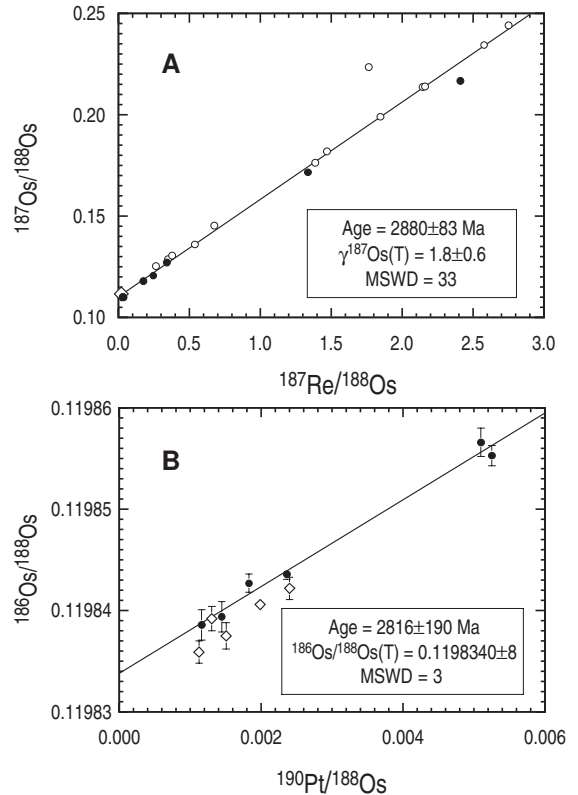 0.25
A
0.20
¹⁸⁷Os/¹⁸⁸Os
0.15
Age = 2880±83 Ma
γ¹⁸⁷Os(T) = 1.8±0.6
MSWD = 33
0.10
0.0 0.5 1.0 1.5 2.0 2.5 3.0
¹⁸⁷Re/¹⁸⁸Os
0.11986
B
0.11985
¹⁸⁶Os/¹⁸⁸Os
0.11984
Age = 2816±190 Ma
¹⁸⁶Os/¹⁸⁸Os(T) = 0.1198340±8
MSWD = 3
0.11983
0.000 0.002 0.004 0.006
¹⁹⁰Pt/¹⁸⁸Os